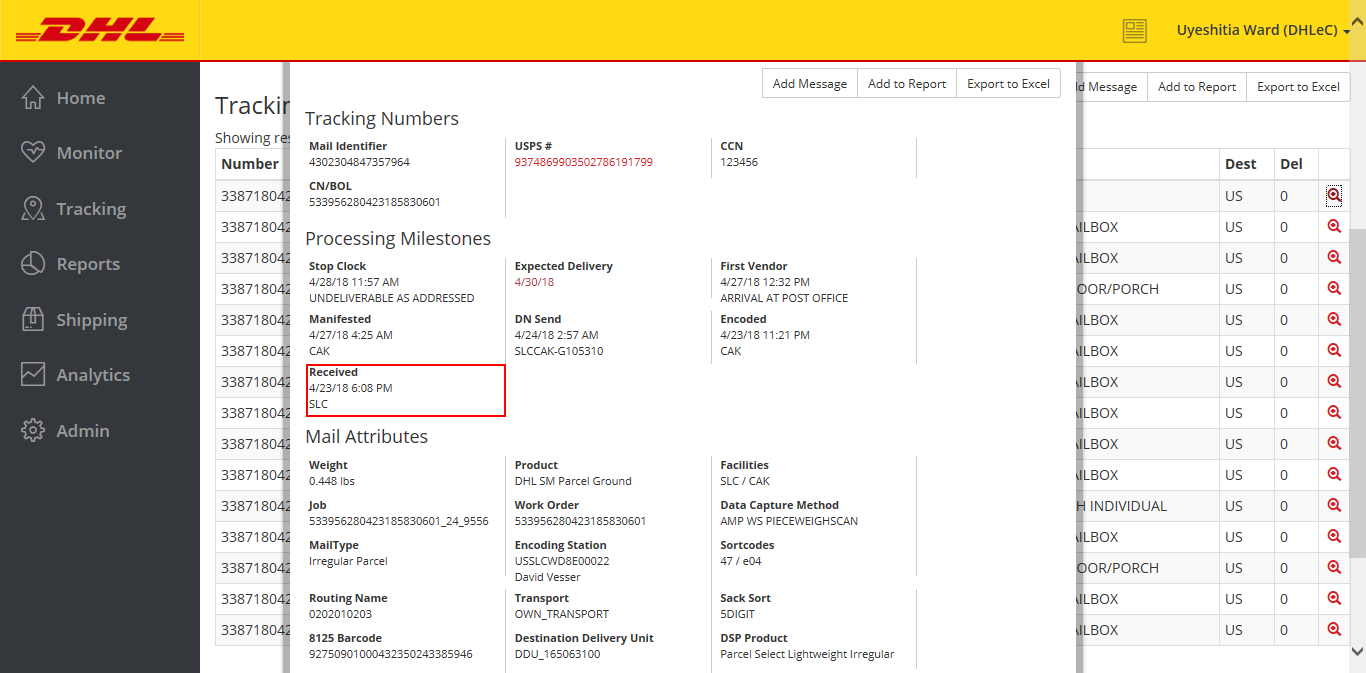 DHL
Uyeshitia Ward (DHLeC)
Home
Monitor
Tracking
Reports
Shipping
Analytics
Admin
Add Message
Add to Report
Export to Excel
Tracking Numbers
Mail Identifier
4302304847357964
USPS #
9374869903502786191799
CCN
123456
CN/BOL
533956280423185830601
Processing Milestones
Stop Clock
4/28/18 11:57 AM
UNDELIVERABLE AS ADDRESSED
Expected Delivery
4/30/18
First Vendor
4/27/18 12:32 PM
ARRIVAL AT POST OFFICE
Manifested
4/27/18 4:25 AM
CAK
DN Send
4/24/18 2:57 AM
SLCCAK-G105310
Encoded
4/23/18 11:21 PM
CAK
Received
4/23/18 6:08 PM
SLC
Mail Attributes
Weight
0.448 lbs
Product
DHL SM Parcel Ground
Facilities
SLC / CAK
Job
533956280423185830601_24_9556
Work Order
533956280423185830601
Data Capture Method
AMP WS PIECEWEIGHSCAN
MailType
Irregular Parcel
Encoding Station
USSLCWD8E00022
David Vesser
Sortcodes
47 / e04
Routing Name
0202010203
Transport
OWN_TRANSPORT
Sack Sort
5DIGIT
8125 Barcode
92750901000432350243385946
Destination Delivery Unit
DDU_165063100
DSP Product
Parcel Select Lightweight Irregular
Trackin
Showing res
d Message
Add to Report
Export to Excel
Number Dest Del
338718042 US 0
338718042 AILBOX US 0
338718042 AILBOX US 0
338718042 OOR/PORCH US 0
338718042 AILBOX US 0
338718042 AILBOX US 0
338718042 AILBOX US 0
338718042 AILBOX US 0
338718042 AILBOX US 0
338718042 AILBOX US 0
338718042 H INDIVIDUAL US 0
338718042 AILBOX US 0
338718042 OOR/PORCH US 0
338718042 AILBOX US 0
338718042 AILBOX US 0